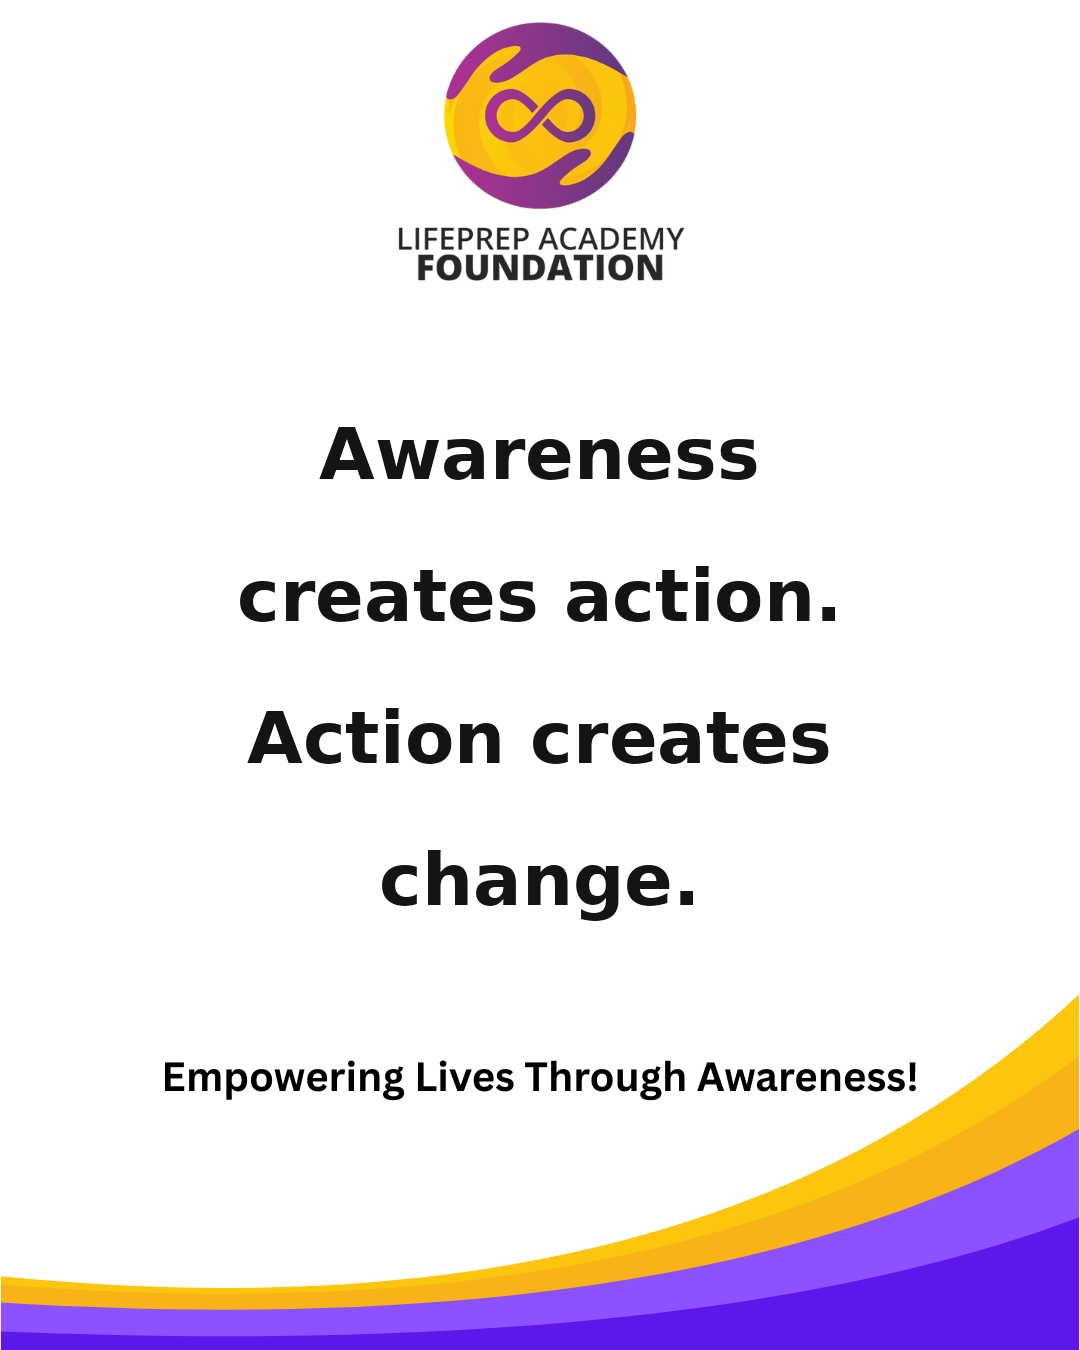 LIFEPREP ACADEMY
FOUNDATION
Awareness
creates action.
Action creates
change.
Empowering Lives Through Awareness!